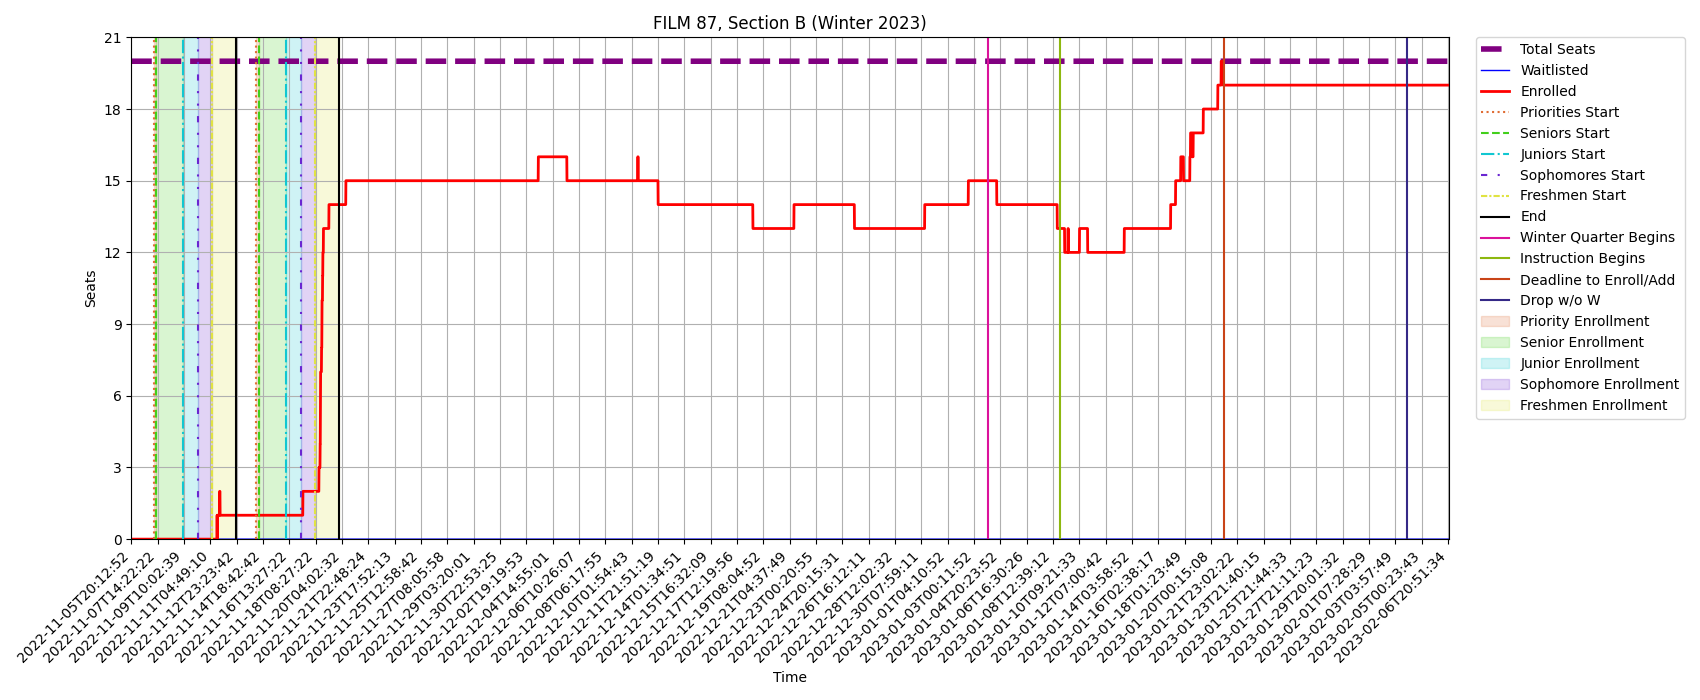 FILM 87, Section B (Winter 2023)
21
18
15
12
9
6
3
0
Seats
2022-11-05T20:12:52
2022-11-07T14:22:22
2022-11-09T10:02:39
2022-11-11T04:49:10
2022-11-12T23:23:42
2022-11-14T18:42:42
2022-11-16T13:27:22
2022-11-18T08:27:22
2022-11-20T04:02:32
2022-11-21T22:48:24
2022-11-23T17:52:13
2022-11-25T12:58:42
2022-11-27T08:05:58
2022-11-29T03:20:01
2022-11-30T22:53:25
2022-12-02T19:19:53
2022-12-04T14:55:01
2022-12-06T10:26:07
2022-12-08T06:17:55
2022-12-10T01:54:43
2022-12-11T21:51:19
2022-12-14T01:34:51
2022-12-15T16:32:09
2022-12-17T12:19:56
2022-12-19T08:04:52
2022-12-21T04:37:49
2022-12-23T00:20:55
2022-12-24T20:15:31
2022-12-26T16:12:11
2022-12-28T12:02:32
2022-12-30T07:59:11
2023-01-01T04:10:52
2023-01-03T00:11:52
2023-01-04T20:23:52
2023-01-06T16:30:26
2023-01-08T12:39:12
2023-01-10T09:21:33
2023-01-12T07:00:42
2023-01-14T03:58:52
2023-01-16T02:38:17
2023-01-18T01:23:49
2023-01-20T00:15:08
2023-01-21T23:02:22
2023-01-23T21:40:15
2023-01-25T21:44:33
2023-01-27T21:11:23
2023-01-29T20:01:32
2023-02-01T07:28:29
2023-02-03T03:57:49
2023-02-05T00:23:43
2023-02-06T20:51:34
Time
Total Seats
Waitlisted
Enrolled
Priorities Start
Seniors Start
Juniors Start
Sophomores Start
Freshmen Start
End
Winter Quarter Begins
Instruction Begins
Deadline to Enroll/Add
Drop w/o W
Priority Enrollment
Senior Enrollment
Junior Enrollment
Sophomore Enrollment
Freshmen Enrollment